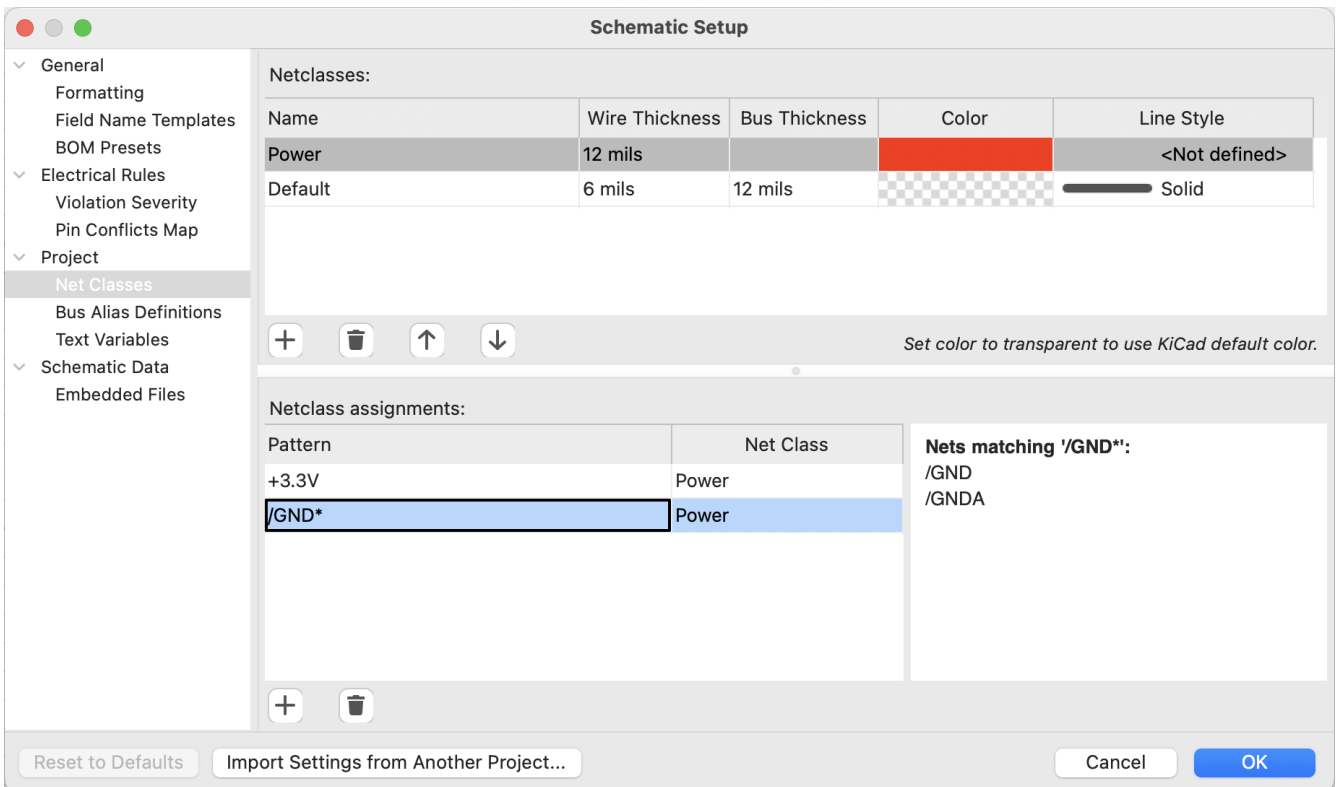 Schematic Setup
General
Formatting
Field Name Templates
BOM Presets
Electrical Rules
Violation Severity
Pin Conflicts Map
Project
Net Classes
Bus Alias Definitions
Text Variables
Schematic Data
Embedded Files
Netclasses:
Name Wire Thickness Bus Thickness Color Line Style
Power 12 mils <Not defined>
Default 6 mils 12 mils Solid
Set color to transparent to use KiCad default color.
Netclass assignments:
Pattern Net Class
+3.3V Power
/GND* Power
Nets matching '/GND*':
/GND
/GNDA
Reset to Defaults Import Settings from Another Project... Cancel OK